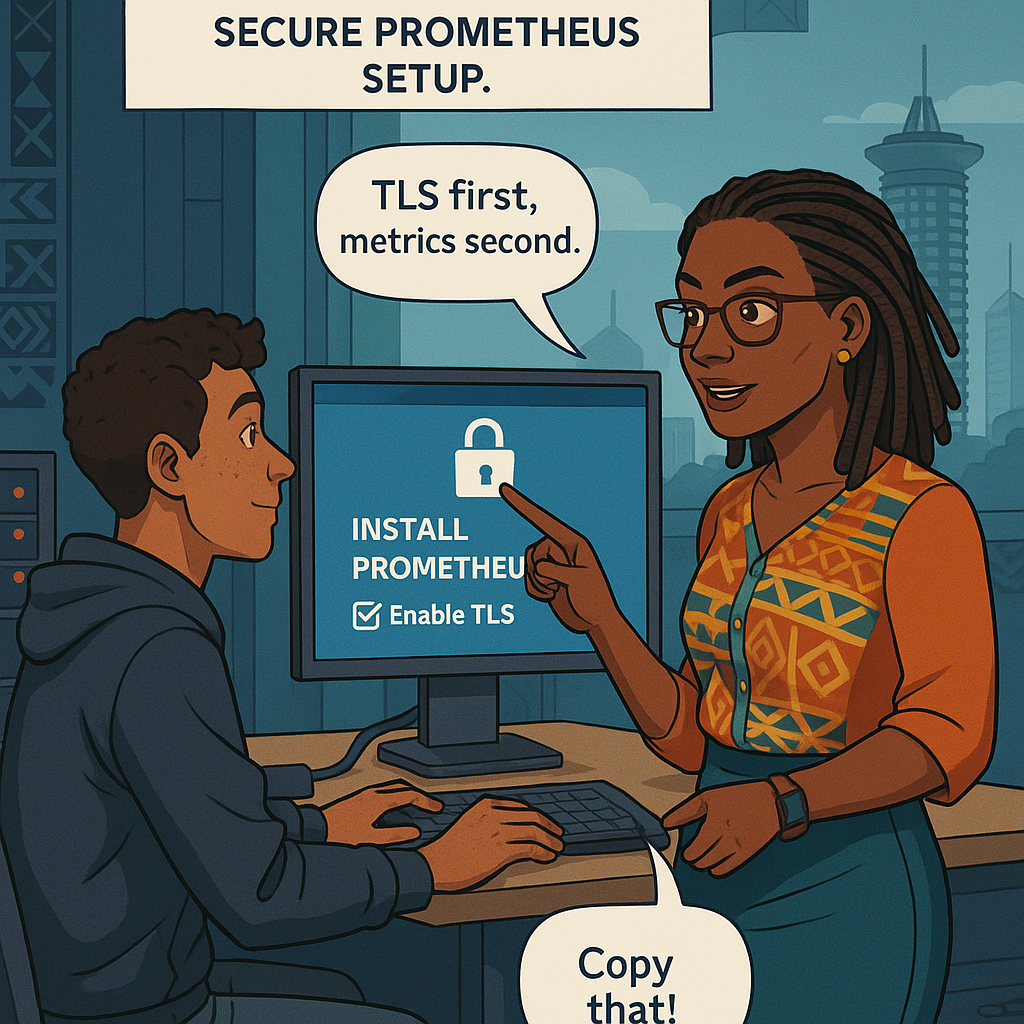 SECURE PROMETHEUS
SETUP.
TLS first,
metrics second.
INSTALL
PROMETHEU
Enable TLS
Copy
that!